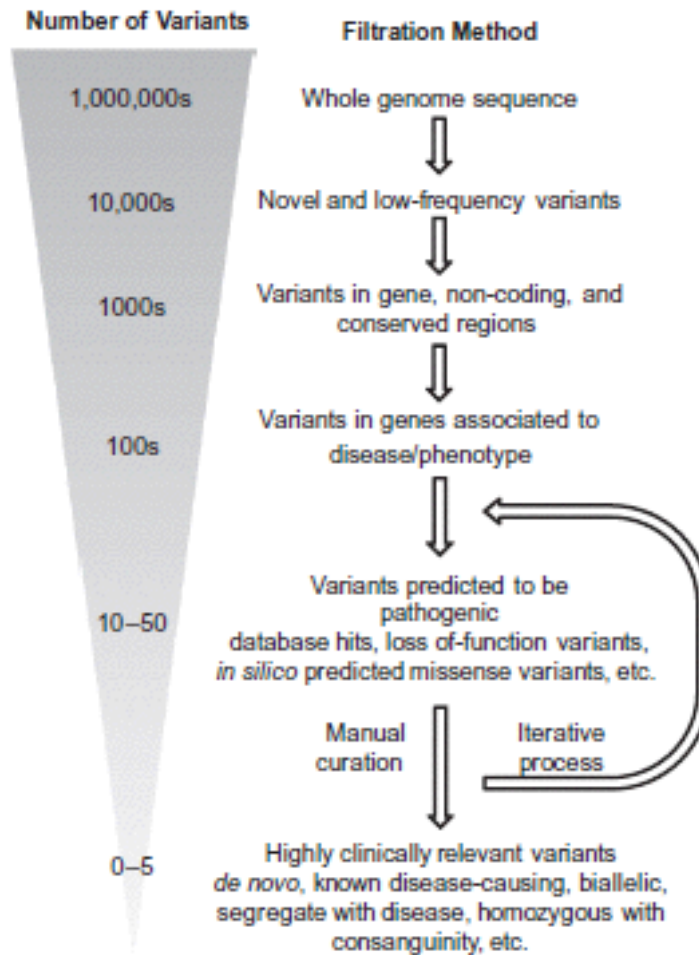 Number of Variants
Filtration Method
1,000,000s
Whole genome sequence
10,000s
Novel and low-frequency variants
1000s
Variants in gene, non-coding, and
conserved regions
100s
Variants in genes associated to
disease/phenotype
10–50
Variants predicted to be
pathogenic
database hits, loss of-function variants,
in silico predicted missense variants, etc.
Manual
curation
Iterative
process
0–5
Highly clinically relevant variants
de novo, known disease-causing, biallelic,
segregate with disease, homozygous with
consanguinity, etc.